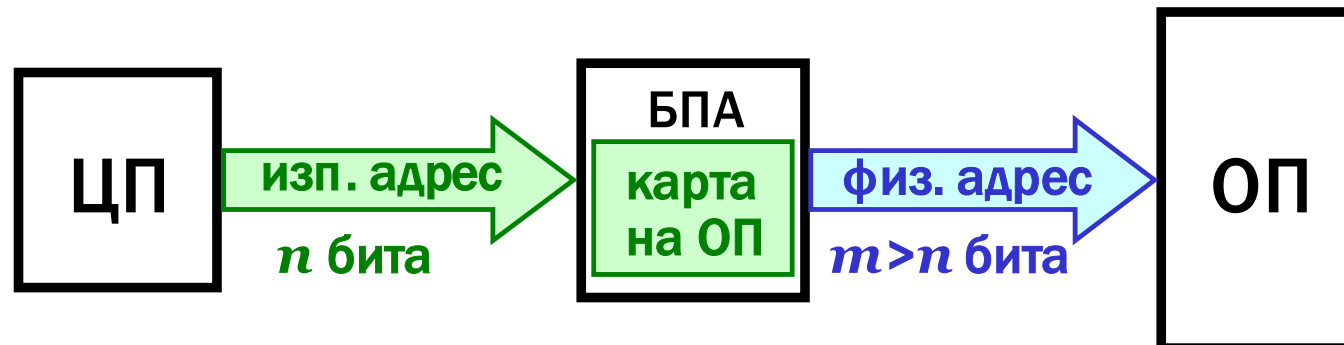 ЦП
изп. адрес
n бита
БПА
карта
на ОП
физ. адрес
m>n бита
ОП